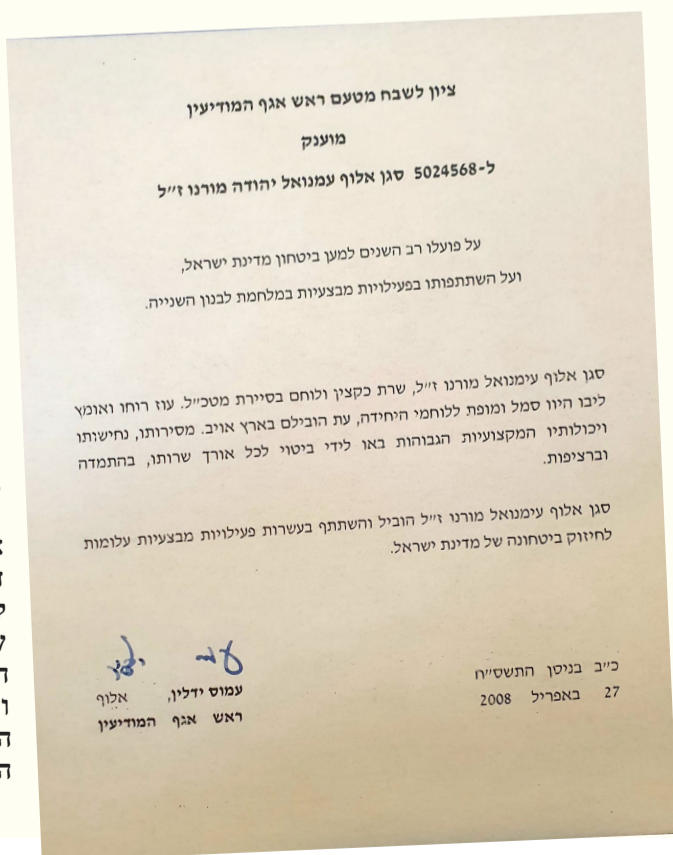 ציון לשבח מטעם ראש אגף המודיעין
מוענק
ל-5024568 סגן אלוף עמנואל יהודה מורנו ז״ל
על פועלו רב השנים למען ביטחון מדינת ישראל,
ועל השתתפותו בפעילויות מבצעיות במלחמת לבנון השנייה.
סגן אלוף עימנואל מורנו ז״ל, שרת כקצין ולוחם בסיירת מטכ״ל. עוז רוחו ואומץ
ליבו היוו סמל ומופת ללוחמי היחידה, עת הובילם בארץ אויב. מסירותו, נחישותו
ויכולותיו המקצועיות הגבוהות באו לידי ביטוי לכל אורך שרותו, בהתמדה
וברציפות.
סגן אלוף עימנואל מורנו ז״ל הוביל והשתתף בעשרות פעילויות מבצעיות עלומות
לחיזוק ביטחונה של מדינת ישראל.
כ״ב בניסן התשס״ח
27 באפריל 2008
עמוס ידלין, אלוף
ראש אגף המודיעין